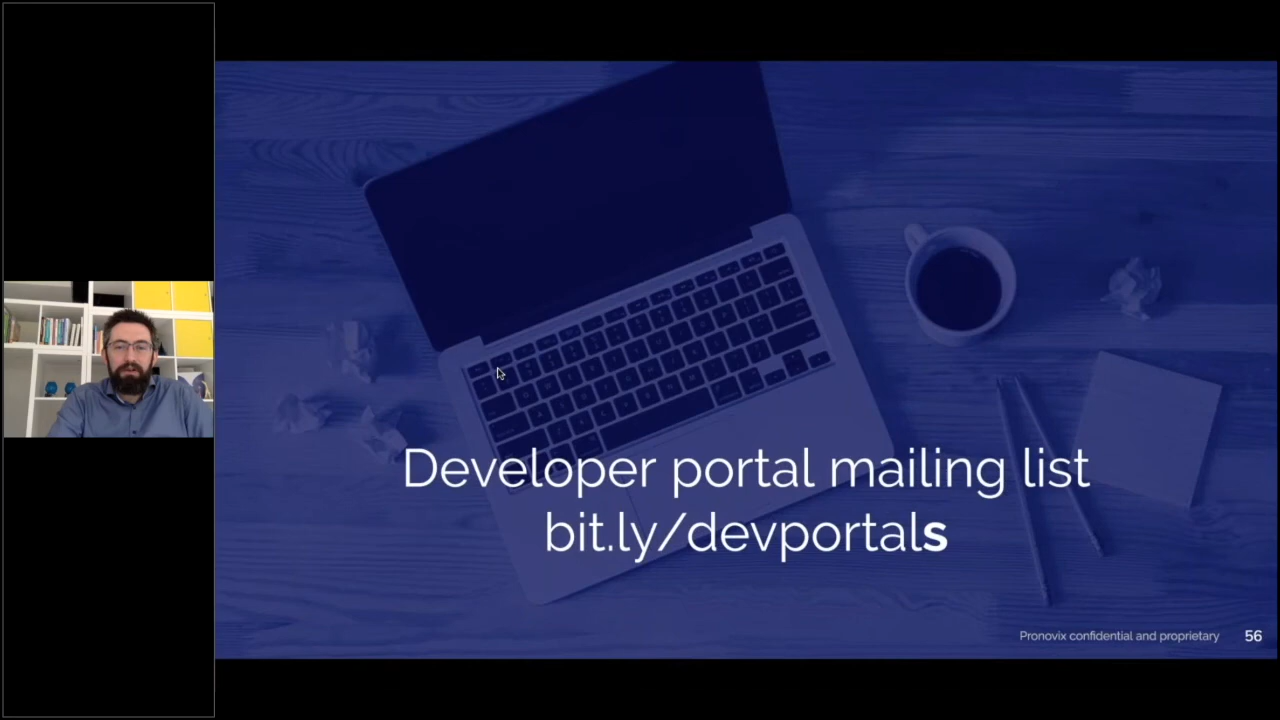 Developer portal mailing list
bit.ly/devportals
Pronovix confidential and proprietary 56